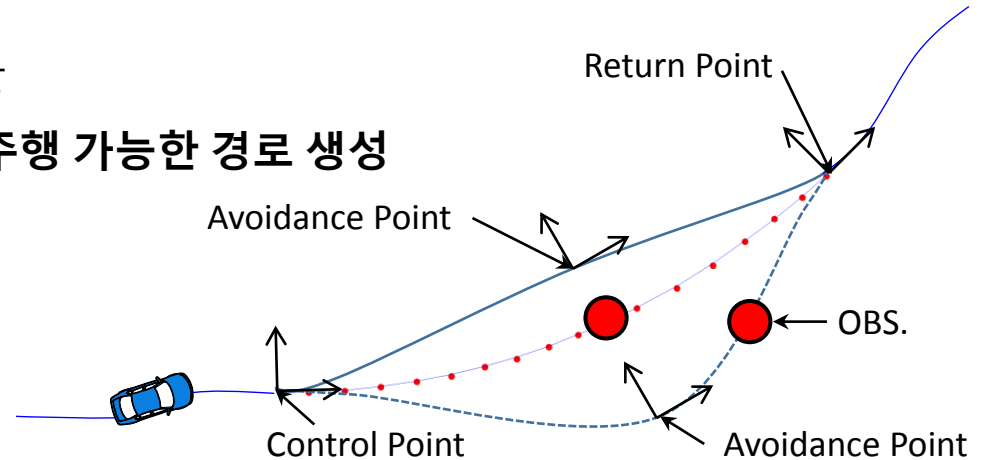 Return Point
주행 가능한 경로 생성
Avoidance Point
OBS.
Control Point
Avoidance Point